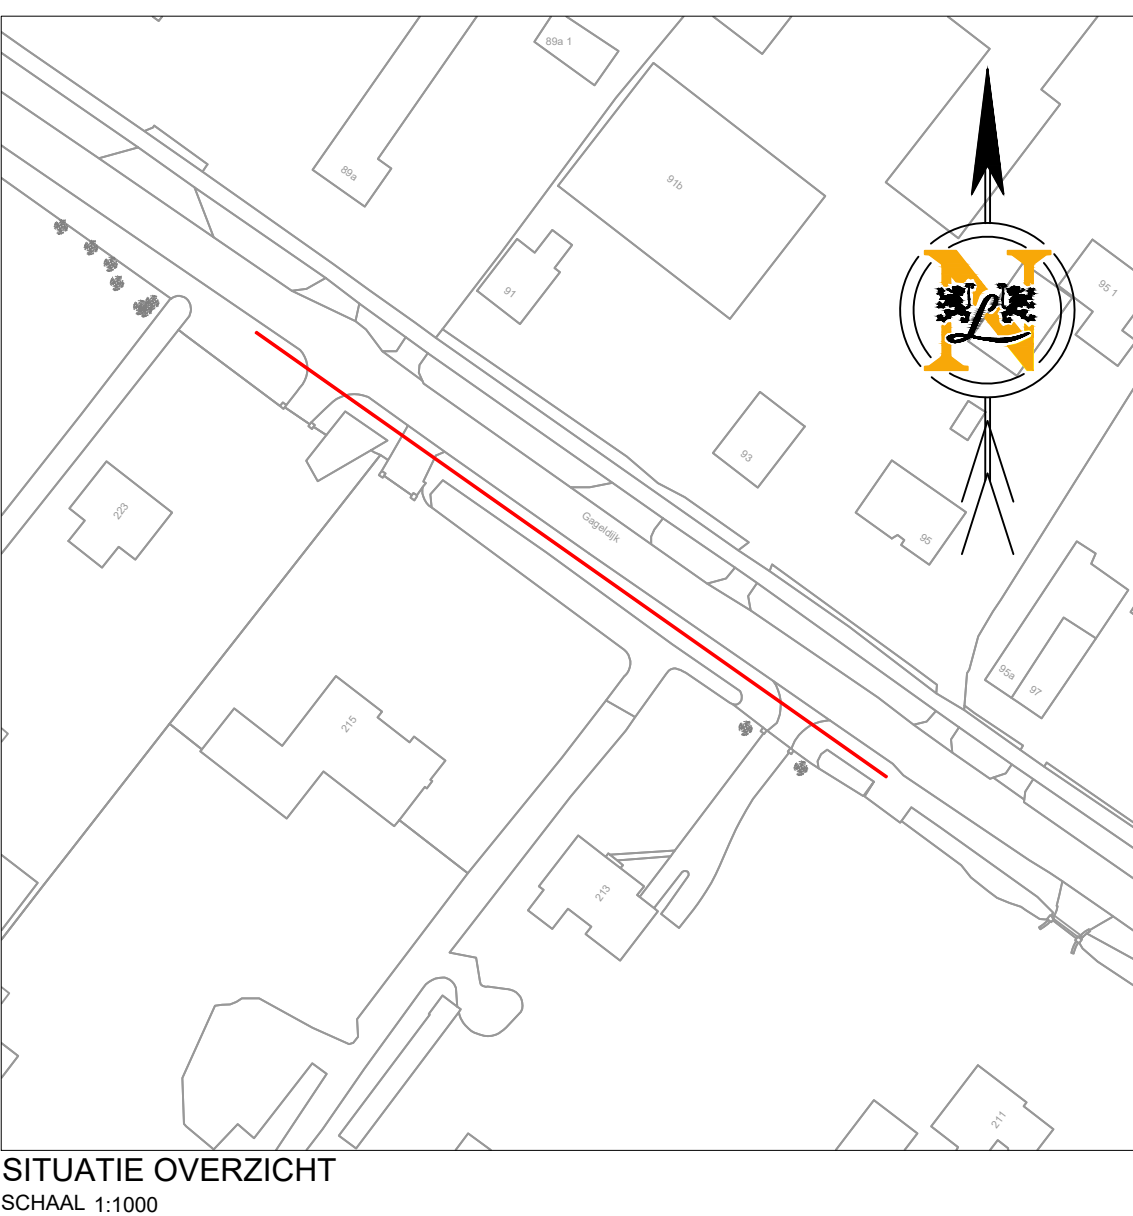 89a 1
89a
91b
91
95 1
N
L
93
95
223
Gageldijk
95a
97
215
213
211
SITUATIE OVERZICHT
SCHAAL 1:1000